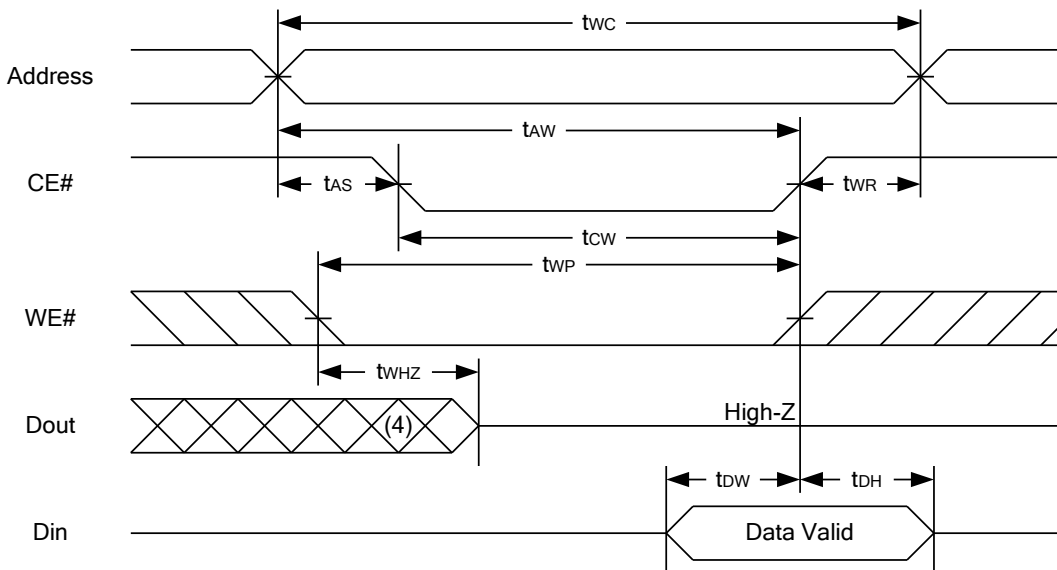 tWC
Address
tAW
CE#
tAS
tWR
tCW
tWP
WE#
tWHZ
Dout
(4)
High-Z
tDW
tDH
Din
Data Valid